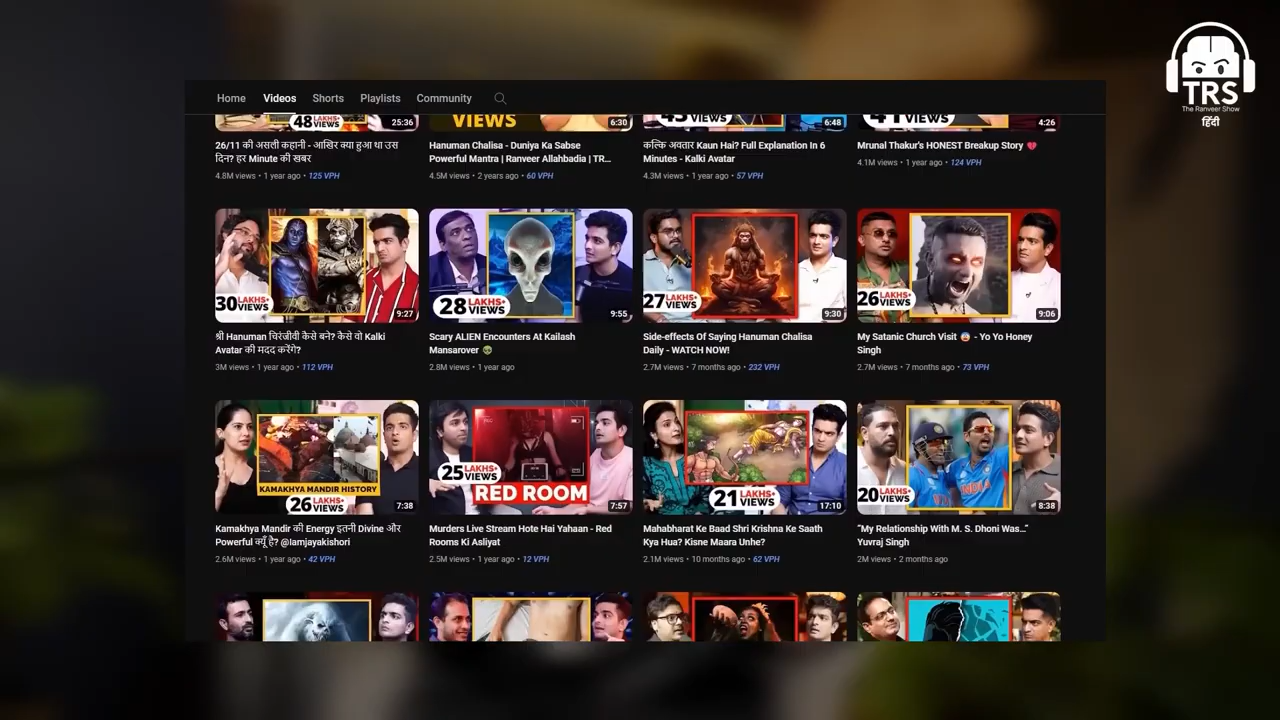 TRS
The Ranveer Show
हिंदी
Home Videos Shorts Playlists Community
48 LAKHS+ VIEWS
25:36
VIEWS
6:30
6:48
4:26
26/11 की असली कहानी - आखिर क्या हुआ था उस
दिन? हर Minute की खबर
4.8M views • 1 year ago • 125 VPH
Hanuman Chalisa - Duniya Ka Sabse
Powerful Mantra | Ranveer Allahbadia | TR...
4.5M views • 2 years ago • 60 VPH
कल्कि अवतार Kaun Hai? Full Explanation In 6
Minutes - Kalki Avatar
4.3M views • 1 year ago • 57 VPH
Mrunal Thakur's HONEST Breakup Story 💔
4.1M views • 1 year ago • 124 VPH
30 LAKHS+
VIEWS
9:27
श्री Hanuman चिरंजीवी कैसे बने? कैसे वो Kalki
Avatar की मदद करेंगे?
3M views • 1 year ago • 112 VPH
28 LAKHS+
VIEWS
9:55
Scary ALIEN Encounters At Kailash
Mansarover 👽
2.8M views • 1 year ago
27 LAKHS+
VIEWS
9:30
Side-effects Of Saying Hanuman Chalisa
Daily - WATCH NOW!
2.7M views • 7 months ago • 232 VPH
26 LAKHS+
VIEWS
9:06
My Satanic Church Visit 😱 - Yo Yo Honey
Singh
2.7M views • 7 months ago • 73 VPH
KAMAKHYA MANDIR HISTORY
26 LAKHS+
VIEWS
7:38
Kamakhya Mandir की Energy इतनी Divine और
Powerful क्यूँ है? @Iamjayakishori
2.6M views • 1 year ago • 42 VPH
25 LAKHS+
VIEWS
RED ROOM
7:57
Murders Live Stream Hote Hai Yahaan - Red
Rooms Ki Asliyat
2.5M views • 1 year ago • 12 VPH
21 LAKHS+
VIEWS
17:10
Mahabharat Ke Baad Shri Krishna Ke Saath
Kya Hua? Kisne Maara Unhe?
2.1M views • 10 months ago • 62 VPH
20 LAKHS+
VIEWS
INDIA
8:38
“My Relationship With M. S. Dhoni Was...”
Yuvraj Singh
2M views • 2 months ago